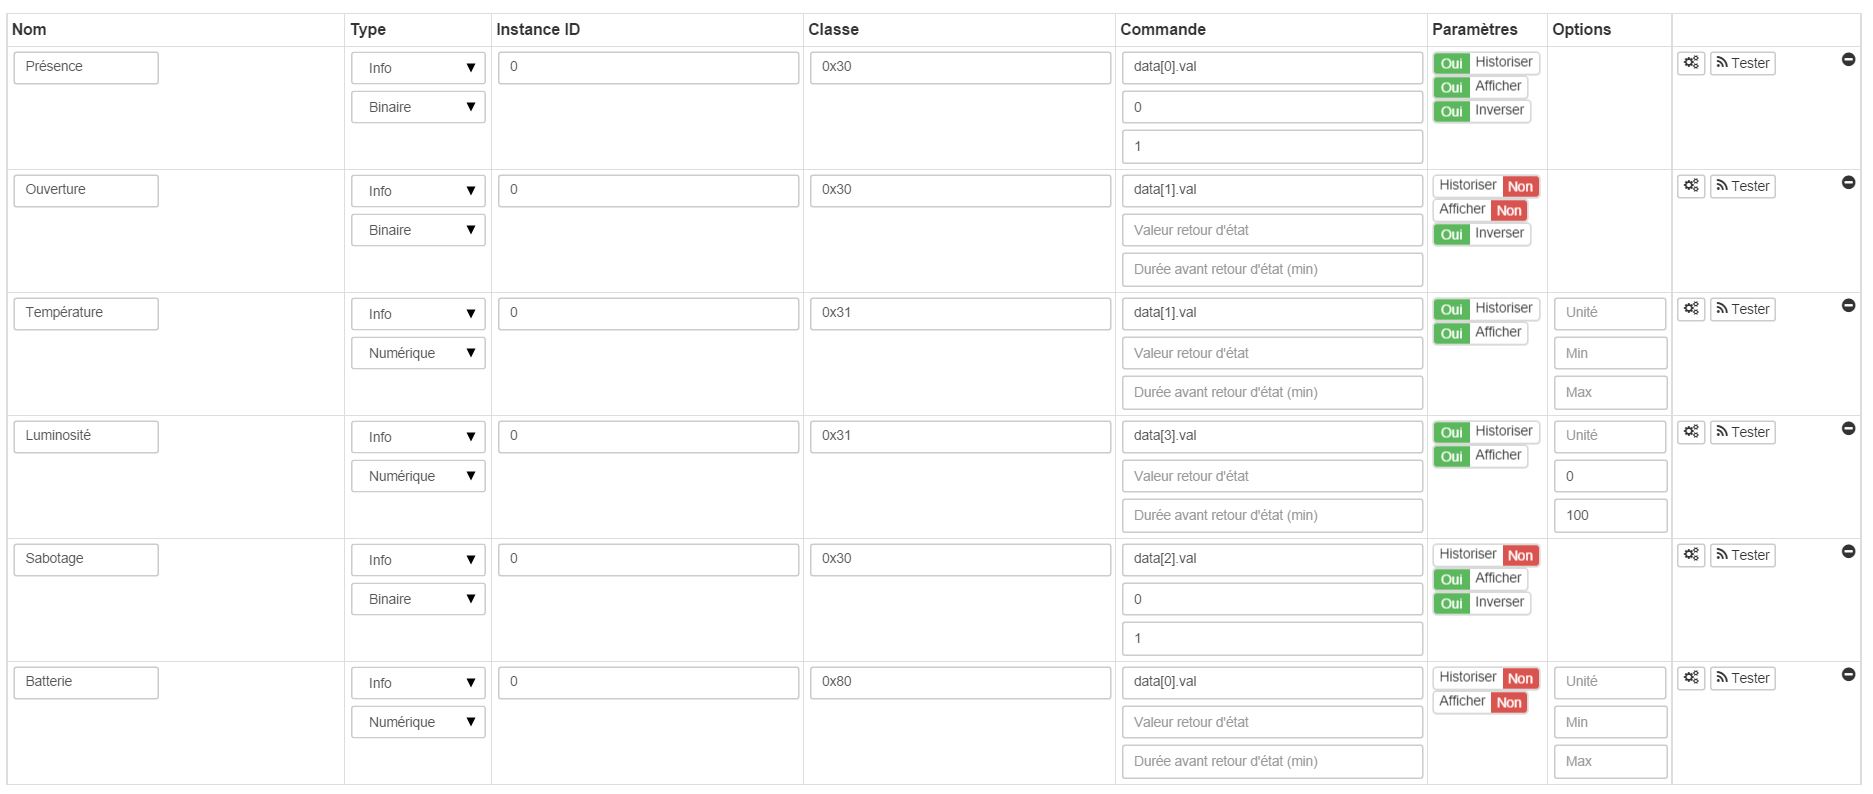 Nom Type Instance ID Classe Commande Paramètres Options
Présence Info 0 0x30 data[0].val Oui Historiser Tester
Oui Afficher
Binaire 0
Oui Inverser
1
Ouverture Info 0 0x30 data[1].val Historiser Non Tester
Afficher Non
Binaire Valeur retour d'état
Oui Inverser
Durée avant retour d'état (min)
Température Info 0 0x31 data[1].val Oui Historiser Unité Tester
Oui Afficher
Numérique Valeur retour d'état Min
Durée avant retour d'état (min) Max
Luminosité Info 0 0x31 data[3].val Oui Historiser Unité Tester
Oui Afficher
Numérique Valeur retour d'état 0
Durée avant retour d'état (min) 100
Sabotage Info 0 0x30 data[2].val Historiser Non Tester
Oui Afficher
Binaire 0
Oui Inverser
1
Batterie Info 0 0x80 data[0].val Historiser Non Unité Tester
Afficher Non
Numérique Valeur retour d'état Min
Durée avant retour d'état (min) Max